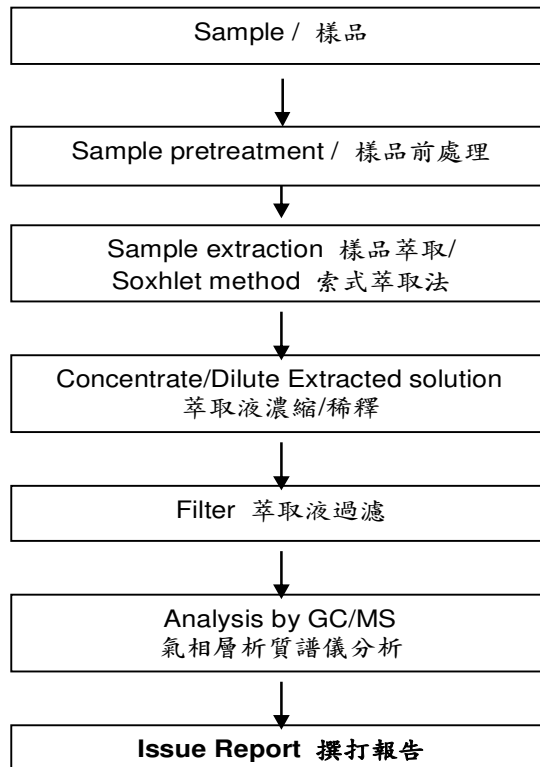 Sample / 樣品
Sample pretreatment / 樣品前處理
Sample extraction 樣品萃取/
Soxhlet method 索式萃取法
Concentrate/Dilute Extracted solution
萃取液濃縮/稀釋
Filter 萃取液過濾
Analysis by GC/MS
氣相層析質譜儀分析
Issue Report 撰打報告